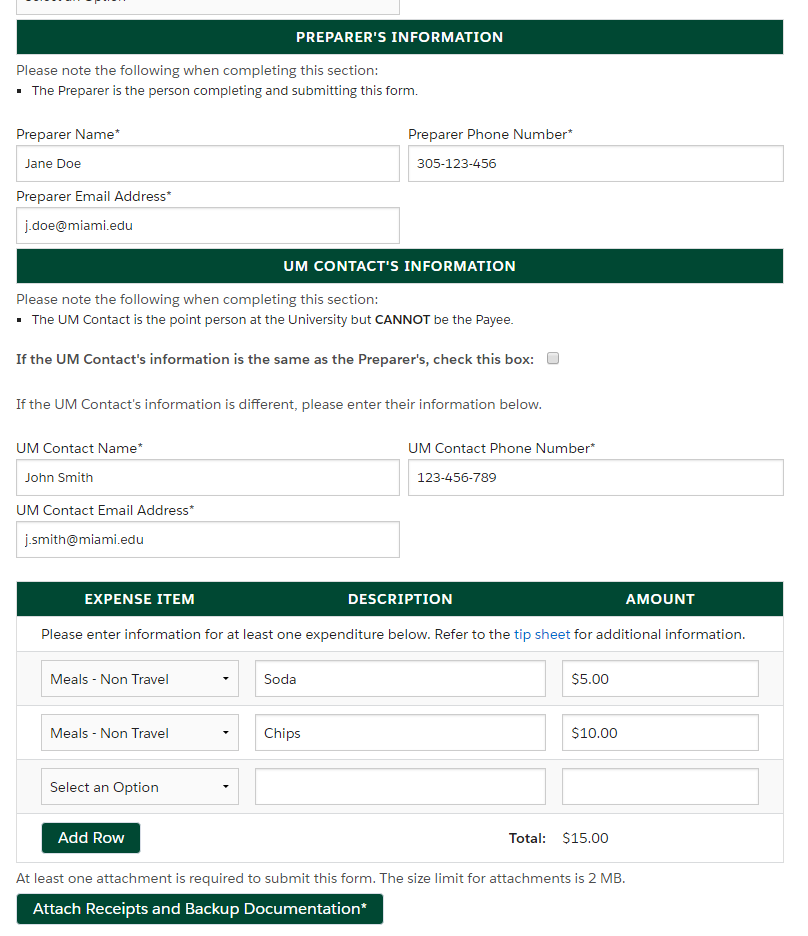 PREPARER'S INFORMATION
Please note the following when completing this section:
▪ The Preparer is the person completing and submitting this form.
Preparer Name* Preparer Phone Number*
Jane Doe 305-123-456
Preparer Email Address*
j.doe@miami.edu
UM CONTACT'S INFORMATION
Please note the following when completing this section:
▪ The UM Contact is the point person at the University but CANNOT be the Payee.
If the UM Contact's information is the same as the Preparer's, check this box:
If the UM Contact's information is different, please enter their information below.
UM Contact Name* UM Contact Phone Number*
John Smith 123-456-789
UM Contact Email Address*
j.smith@miami.edu
EXPENSE ITEM DESCRIPTION AMOUNT
Please enter information for at least one expenditure below. Refer to the tip sheet for additional information.
Meals - Non Travel Soda $5.00
Meals - Non Travel Chips $10.00
Select an Option
Add Row Total: $15.00
At least one attachment is required to submit this form. The size limit for attachments is 2 MB.
Attach Receipts and Backup Documentation*